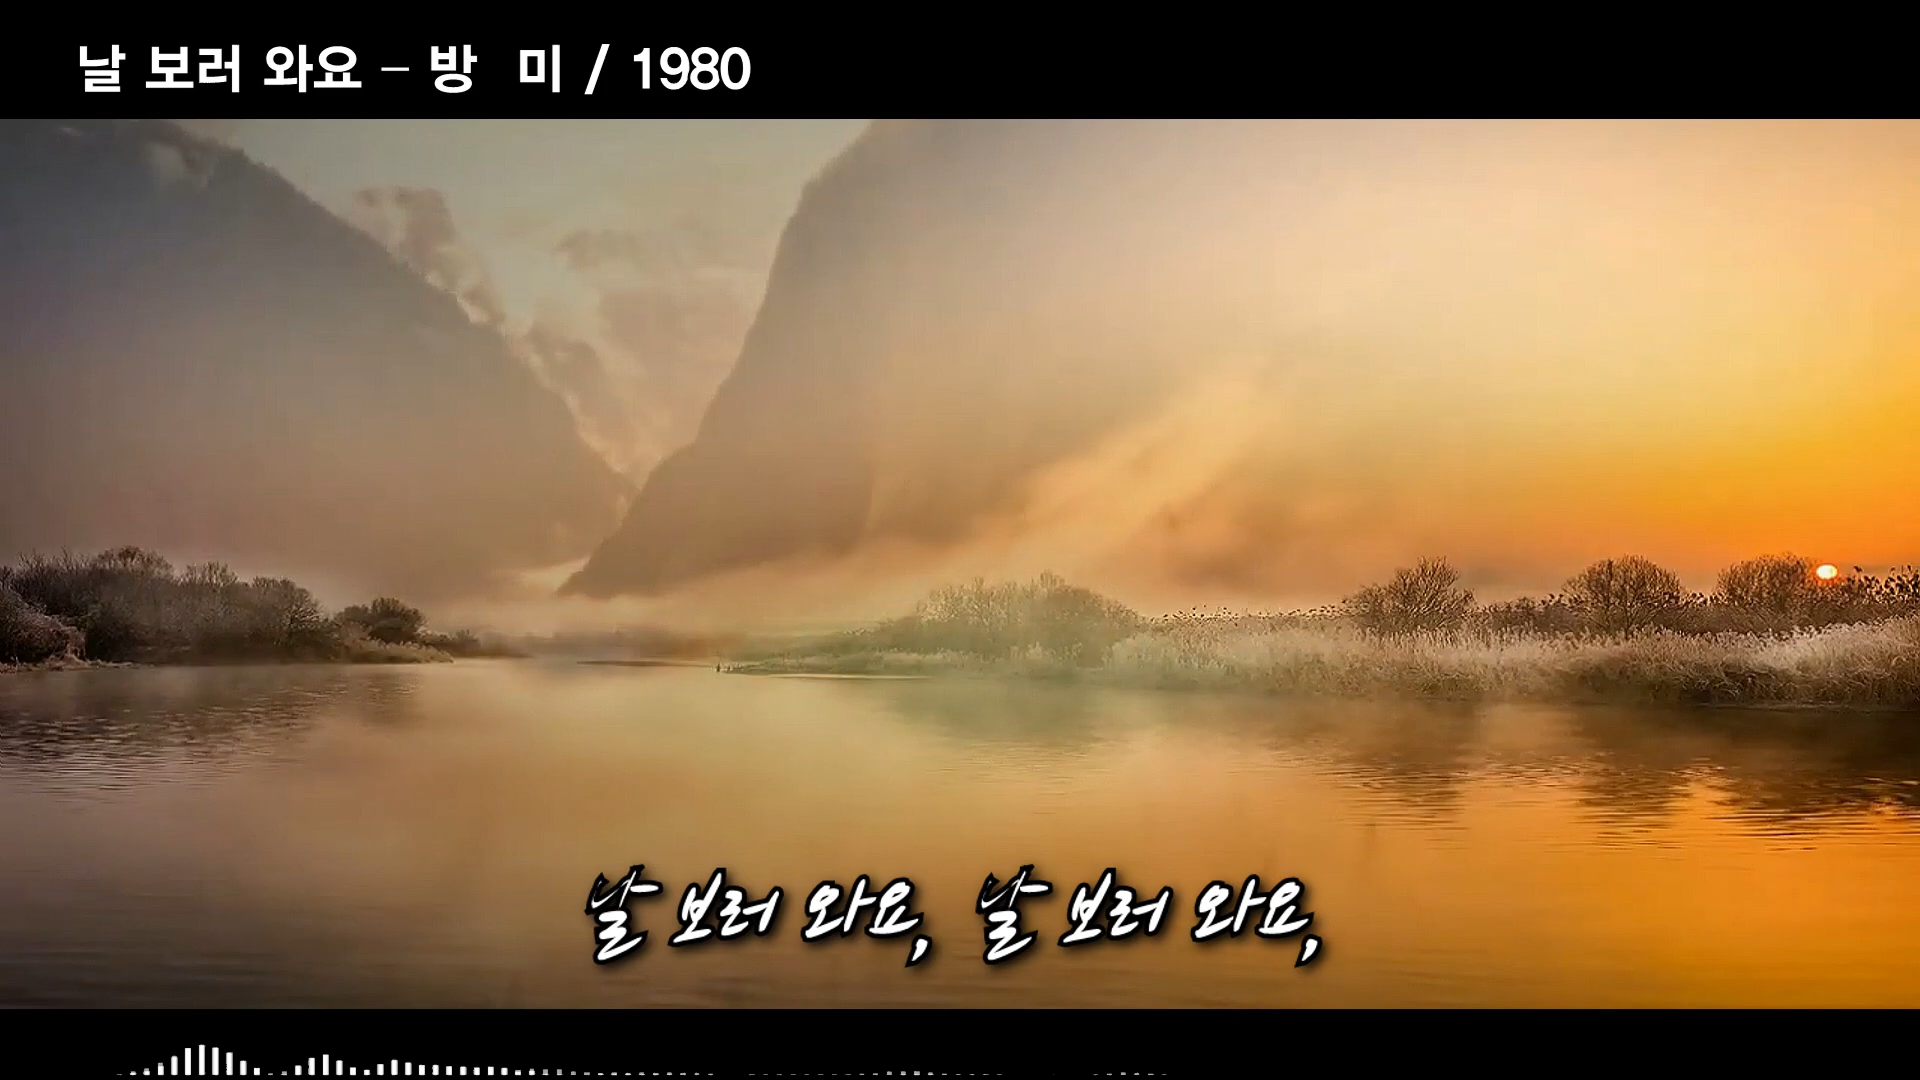 날 보러 와요 - 방 미 / 1980
날 보러 와요, 날 보러 와요,